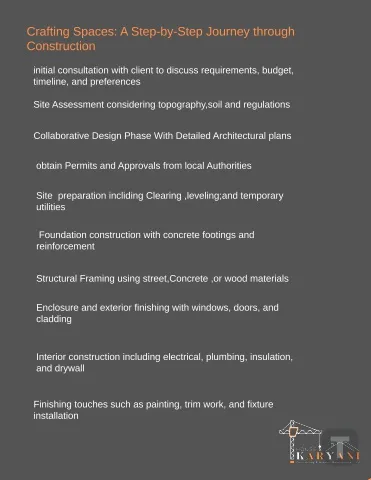 Crafting Spaces: A Step-by-Step Journey through
Construction
initial consultation with client to discuss requirements, budget,
timeline, and preferences
Site Assessment considering topography,soil and regulations
Collaborative Design Phase With Detailed Architectural plans
obtain Permits and Approvals from local Authorities
Site preparation incliding Clearing ,leveling;and temporary
utilities
Foundation construction with concrete footings and
reinforcement
Structural Framing using street,Concrete ,or wood materials
Enclosure and exterior finishing with windows, doors, and
cladding
Interior construction including electrical, plumbing, insulation,
and drywall
Finishing touches such as painting, trim work, and fixture
installation
KARYANI